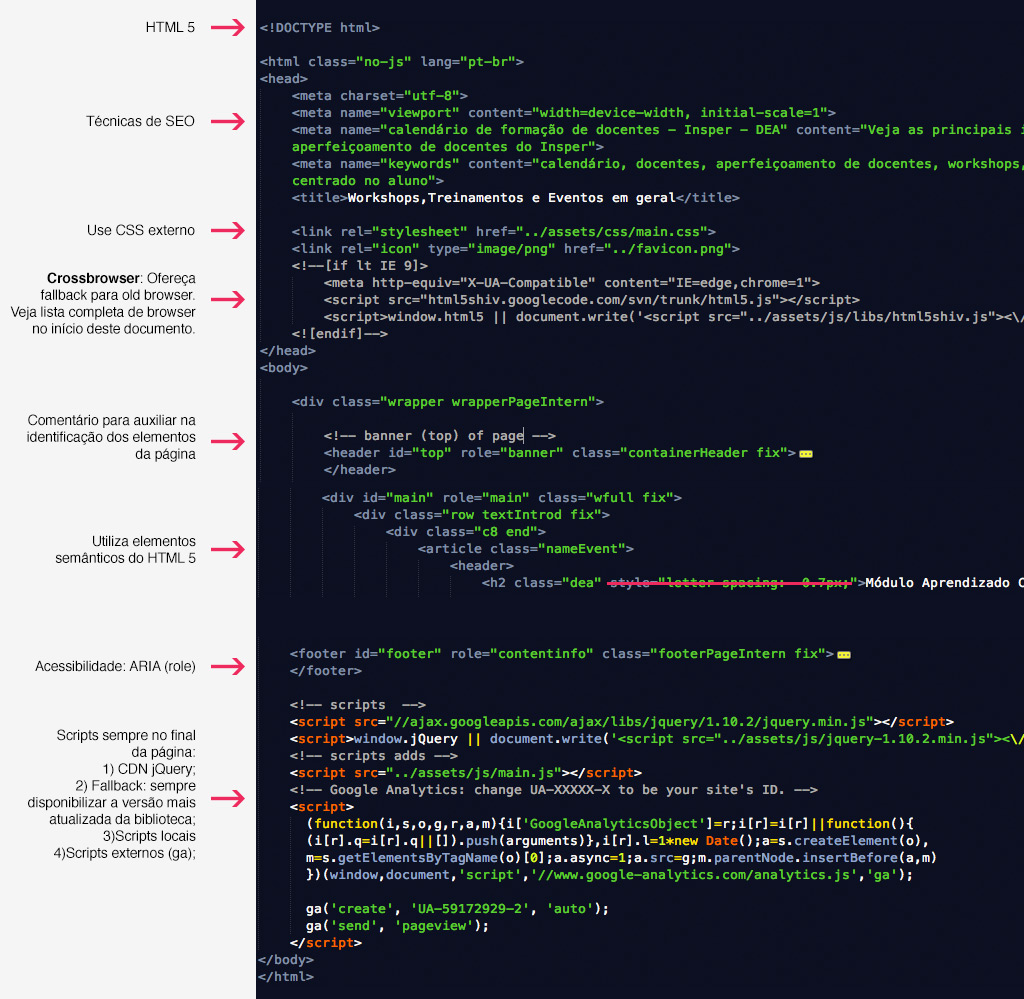 HTML 5
<!DOCTYPE html>
<html class="no-js" lang="pt-br">
<head>
<meta charset="utf-8">
<meta name="viewport" content="width=device-width, initial-scale=1">
Técnicas de SEO
<meta name="calendário de formação de docentes - Insper - DEA" content="Veja as principais
aperfeiçoamento de docentes do Insper">
<meta name="keywords" content="calendário, docentes, aperfeiçoamento de docentes, workshops,
centrado no aluno">
<title>Workshops,Treinamentos e Eventos em geral</title>
Use CSS externo
<link rel="stylesheet" href="../assets/css/main.css">
<link rel="icon" type="image/png" href="../favicon.png">
Crossbrowser: Ofereça
fallback para old browser.
Veja lista completa de browser
no início deste documento.
<!--[if lt IE 9]>
<meta http-equiv="X-UA-Compatible" content="IE=edge,chrome=1">
<script src="html5shiv.googlecode.com/svn/trunk/html5.js"></script>
<script>window.html5 || document.write('<script src="../assets/js/libs/html5shiv.js"><\/
<![endif]-->
</head>
<body>
<div class="wrapper wrapperPageIntern">
Comentário para auxiliar na
identificação dos elementos
da página
<!-- banner (top) of page -->
<header id="top" role="banner" class="containerHeader fix">
</header>
<div id="main" role="main" class="wfull fix">
<div class="row textIntrod fix">
<div class="c8 end">
Utiliza elementos
semânticos do HTML 5
<article class="nameEvent">
<header>
<h2 class="dea" style="letter-spacing: -0.7px;">Módulo Aprendizado C
Acessibilidade: ARIA (role)
<footer id="footer" role="contentinfo" class="footerPageIntern fix">
</footer>
Scripts sempre no final
da página:
1) CDN jQuery;
2) Fallback: sempre
disponibilizar a versão mais
atualizada da biblioteca;
3)Scripts locais
4)Scripts externos (ga);
<!-- scripts -->
<script src="//ajax.googleapis.com/ajax/libs/jquery/1.10.2/jquery.min.js"></script>
<script>window.jQuery || document.write('<script src="../assets/js/jquery-1.10.2.min.js"><\/
<!-- scripts adds -->
<script src="../assets/js/main.js"></script>
<!-- Google Analytics: change UA-XXXXX-X to be your site's ID. -->
<script>
(function(i,s,o,g,r,a,m){i['GoogleAnalyticsObject']=r;i[r]=i[r]||function(){
(i[r].q=i[r].q||[]).push(arguments)},i[r].l=1*new Date();a=s.createElement(o),
m=s.getElementsByTagName(o)[0];a.async=1;a.src=g;m.parentNode.insertBefore(a,m)
})(window,document,'script','//www.google-analytics.com/analytics.js','ga');
ga('create', 'UA-59172929-2', 'auto');
ga('send', 'pageview');
</script>
</body>
</html>